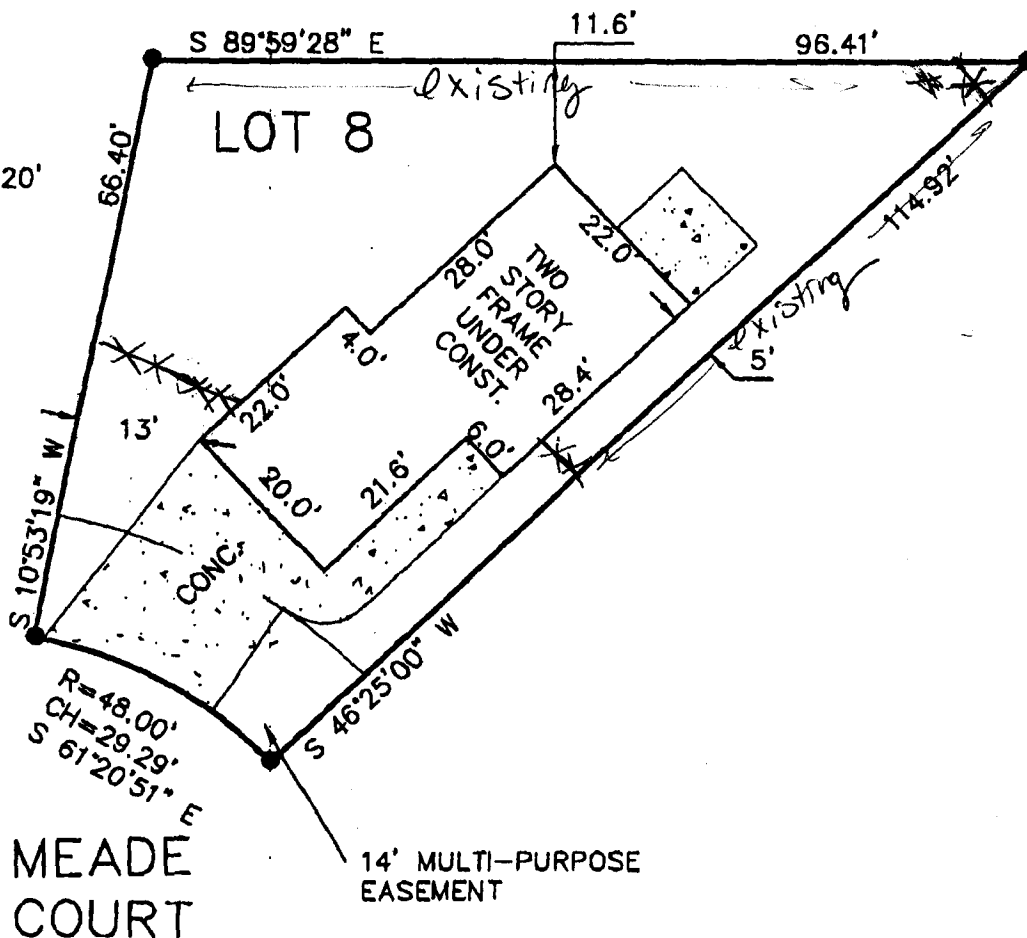 11.6'
S 89°59'28" E
96.41'
existing
LOT 8
20'
66.40'
114.92'
28.0'
22.0'
TWO
STORY
FRAME
UNDER
CONST.
existing
4.0'
5'
28.4'
22.0'
13'
6.0'
21.6'
20.0'
S 10°53'19" W
CONC.
S 46°25'00" W
R=48.00'
CH=29.29'
S 61°20'51" E
14' MULTI-PURPOSE
EASEMENT
MEADE
COURT